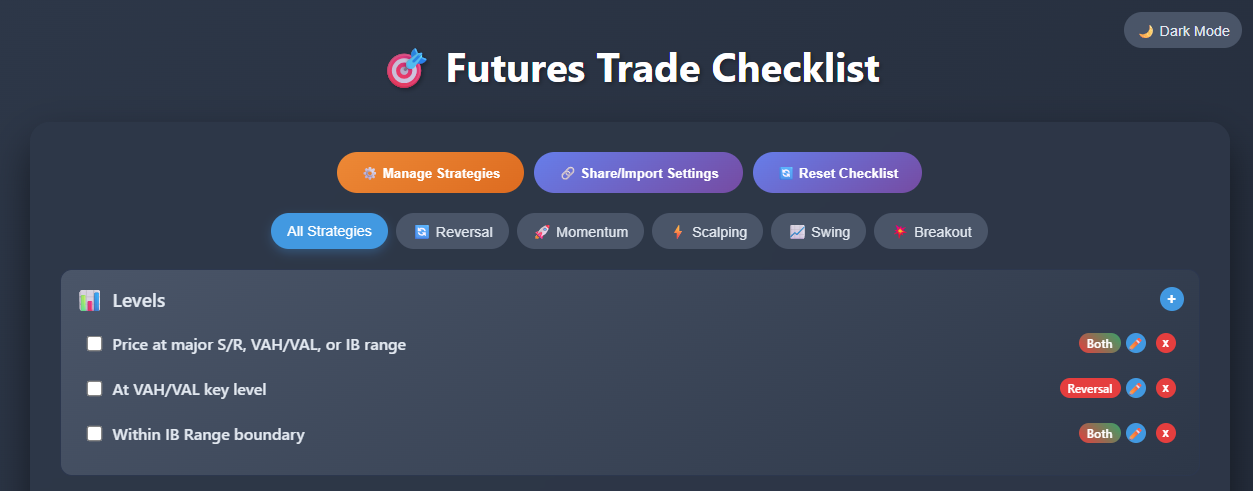 Dark Mode
Futures Trade Checklist
Manage Strategies Share/Import Settings Reset Checklist
All Strategies Reversal Momentum Scalping Swing Breakout
Levels +
Price at major S/R, VAH/VAL, or IB range Both x
At VAH/VAL key level Reversal x
Within IB Range boundary Both x